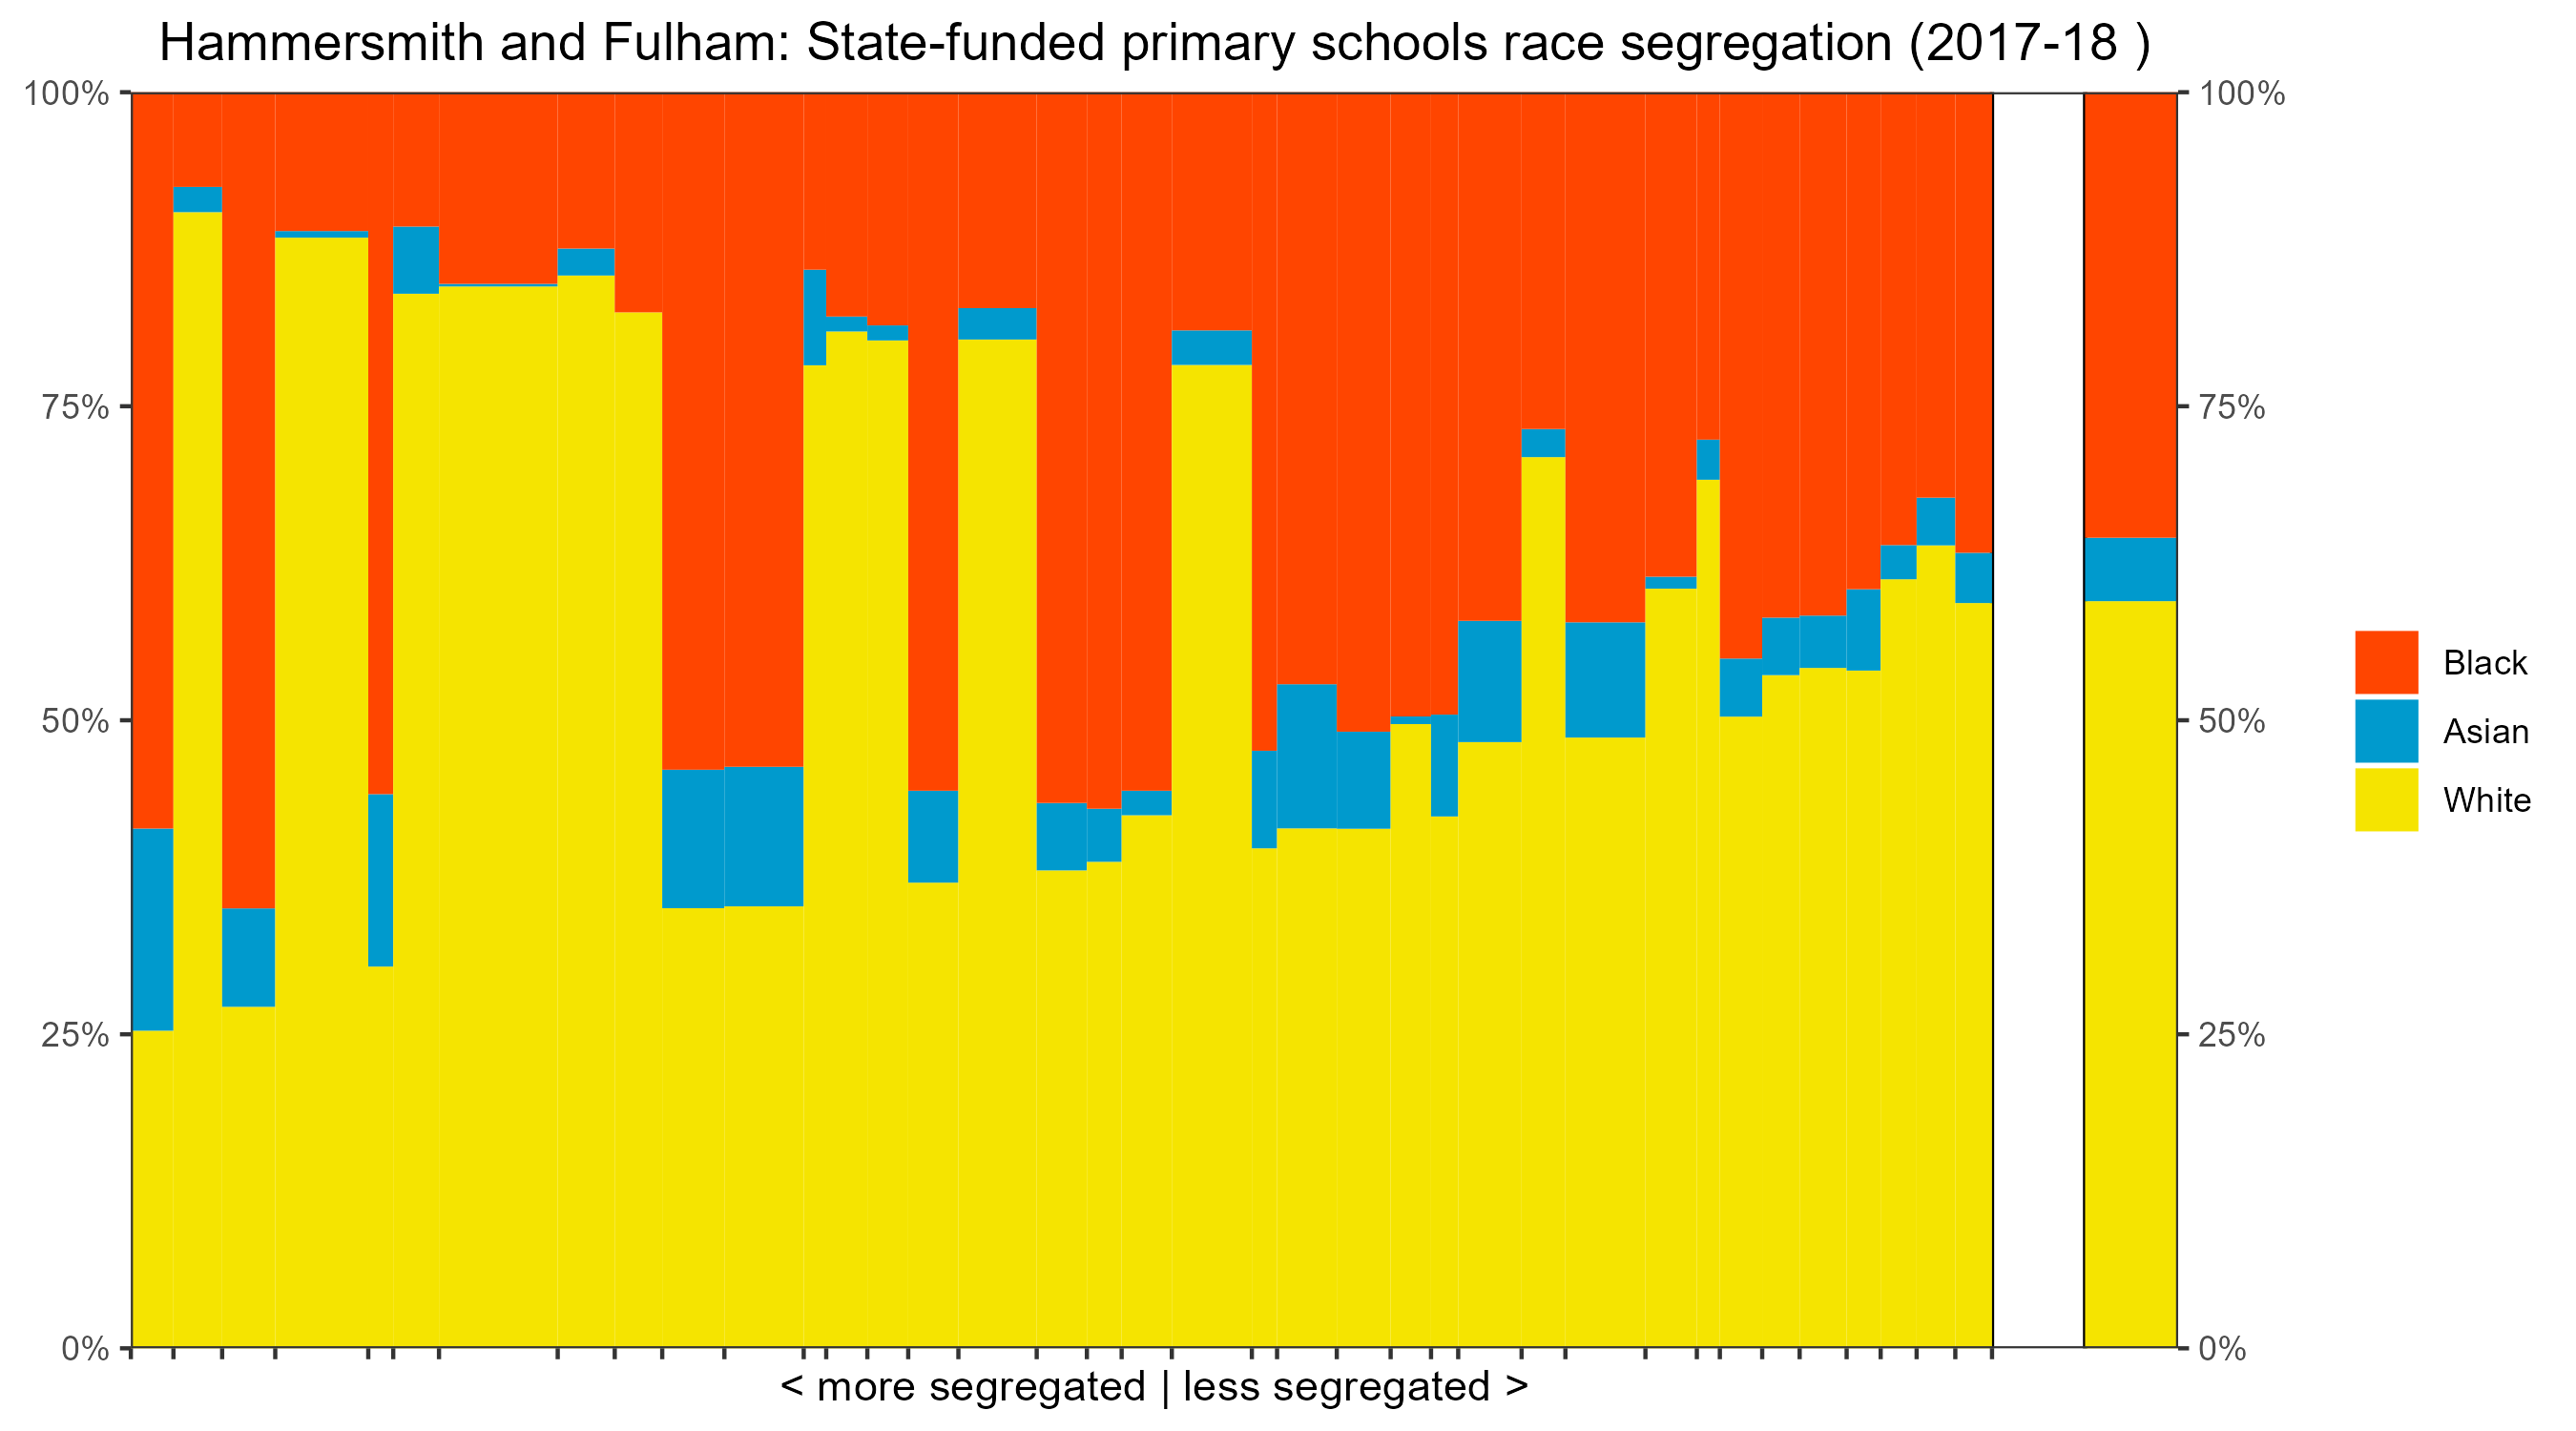 Hammersmith and Fulham: State-funded primary schools race segregation (2017-18 )
100%
75%
50%
25%
0%
100%
75%
50%
25%
0%
Black
Asian
White
< more segregated | less segregated >